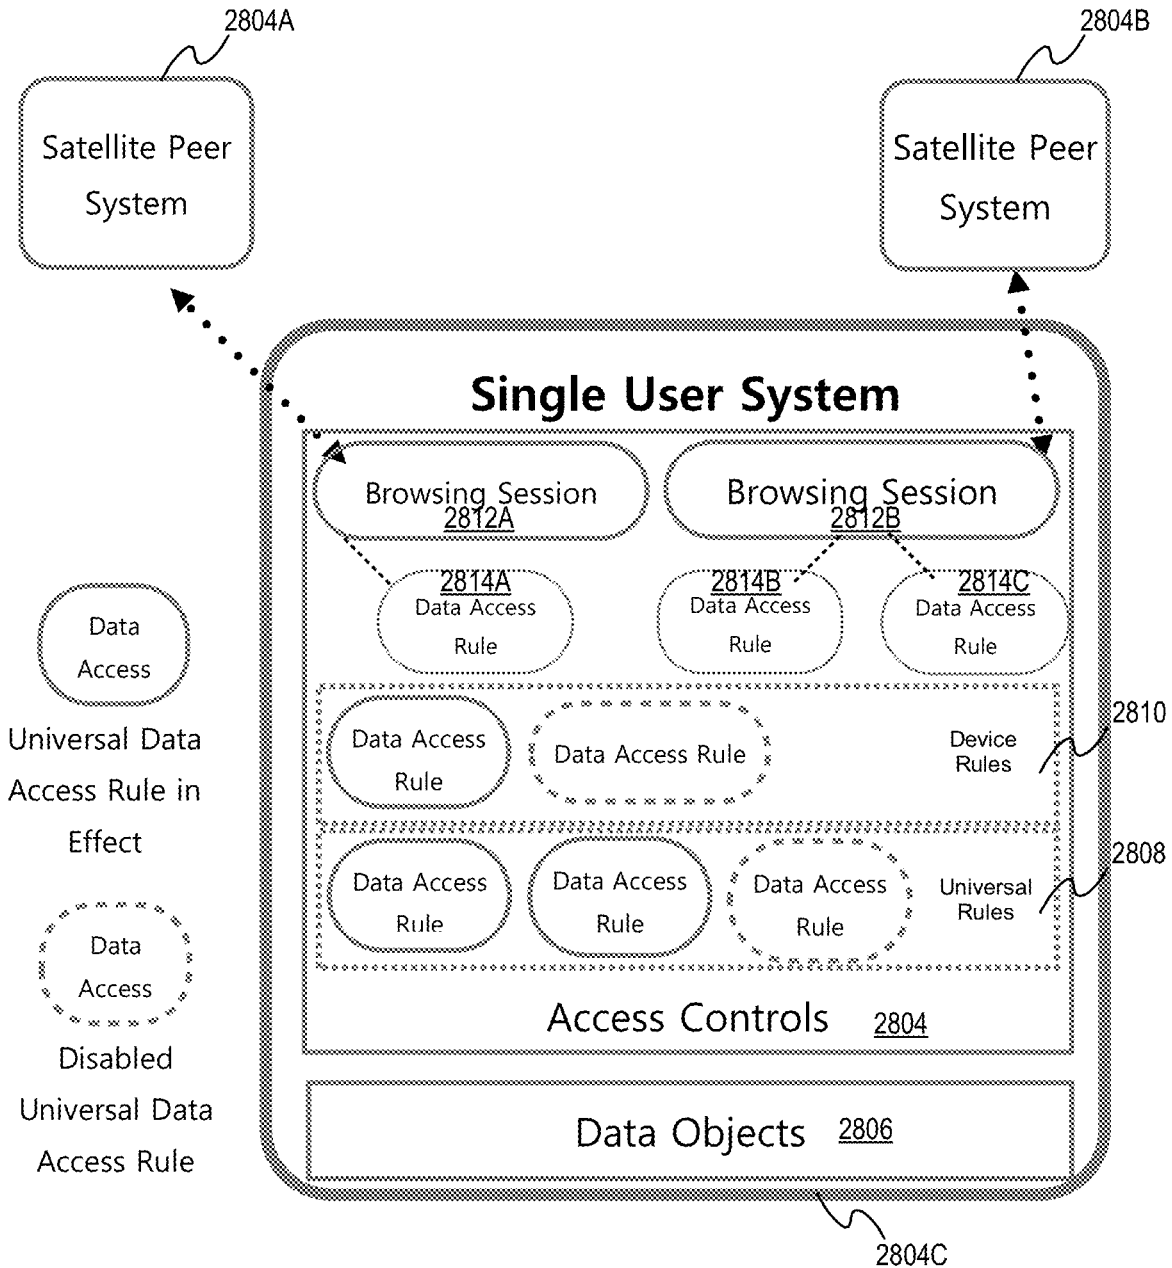 2804A
2804B
Satellite Peer
System
Satellite Peer
System
Single User System
Browsing Session
2812A
Browsing Session
2812B
2814A
Data Access
Rule
2814B
Data Access
Rule
2814C
Data Access
Rule
Data
Access
Universal Data
Access Rule in
Effect
Data Access
Rule
Data Access Rule
Device
Rules
2810
Data Access
Rule
Data Access
Rule
Data Access
Rule
Universal
Rules
2808
Data
Access
Disabled
Universal Data
Access Rule
Access Controls 2804
Data Objects 2806
2804C